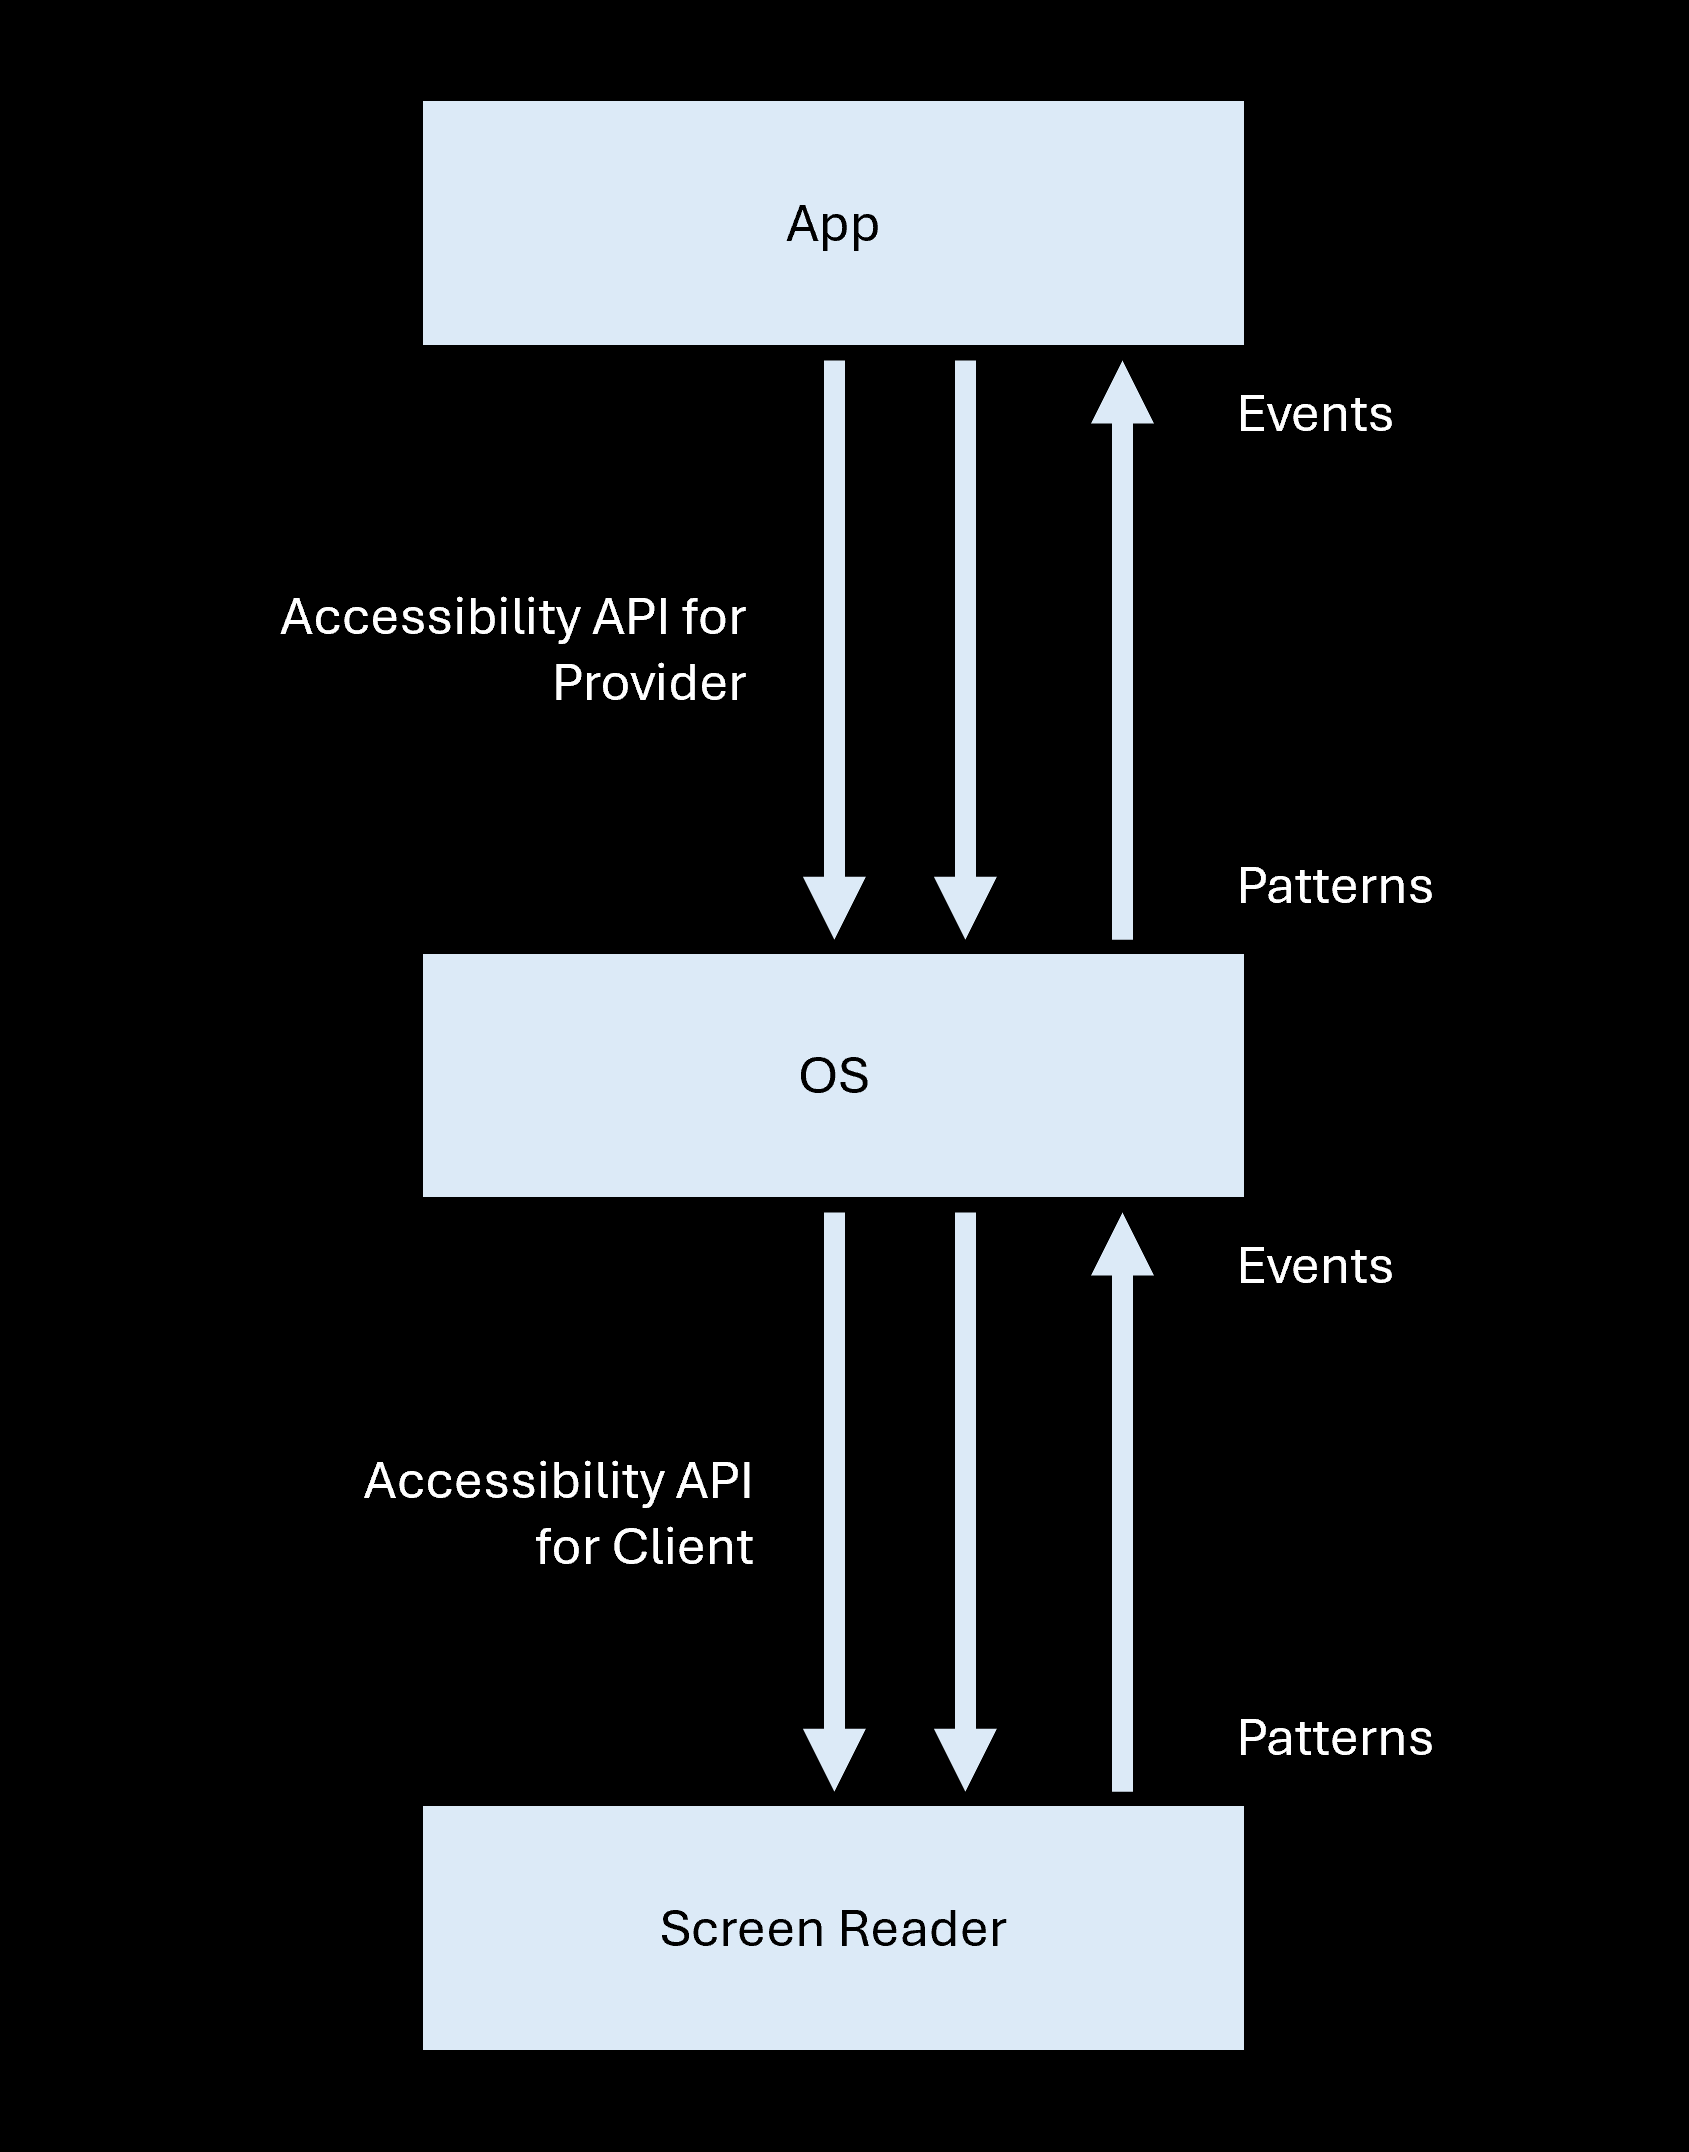 App
Events
Accessibility API for
Provider
Patterns
OS
Events
Accessibility API
for Client
Patterns
Screen Reader